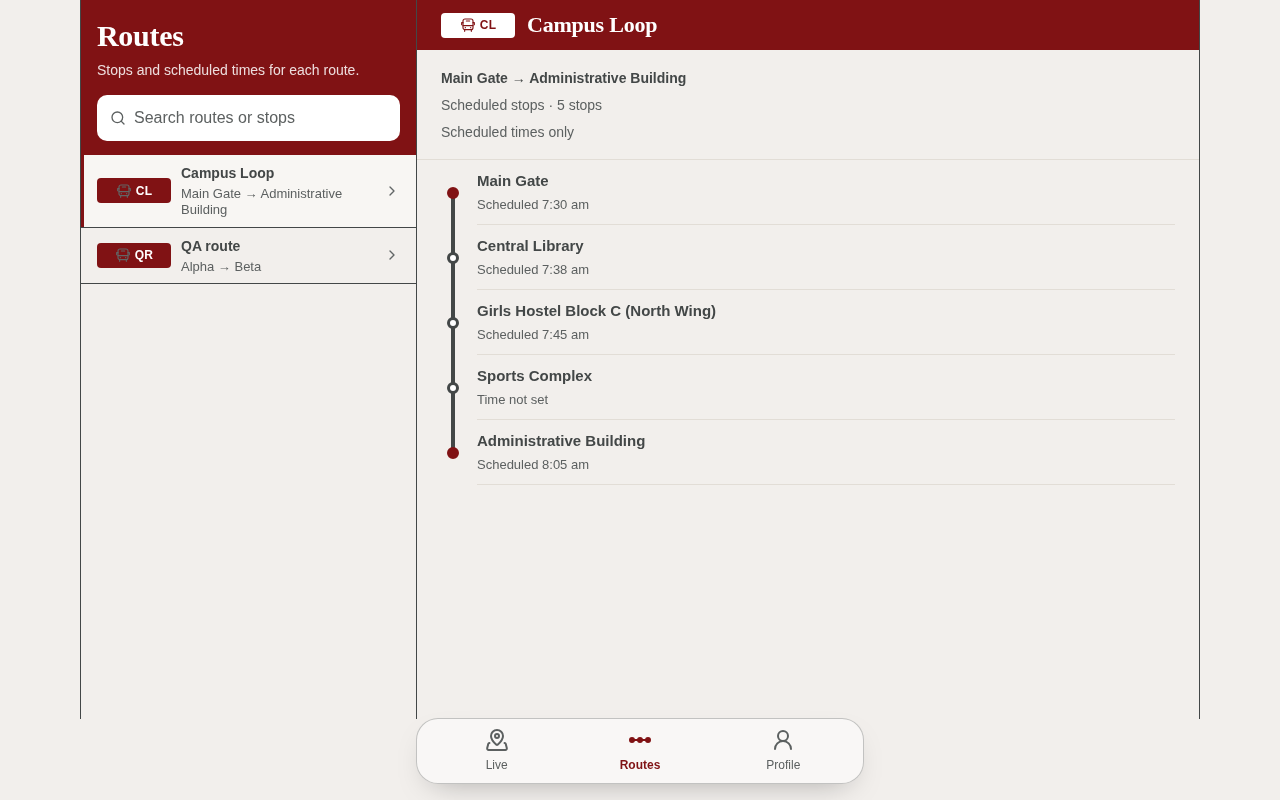 Routes
Stops and scheduled times for each route.
Search routes or stops
CL
Campus Loop
Main Gate → Administrative
Building
QR
QA route
Alpha → Beta
CL
Campus Loop
Main Gate → Administrative Building
Scheduled stops · 5 stops
Scheduled times only
Main Gate
Scheduled 7:30 am
Central Library
Scheduled 7:38 am
Girls Hostel Block C (North Wing)
Scheduled 7:45 am
Sports Complex
Time not set
Administrative Building
Scheduled 8:05 am
Live
Routes
Profile